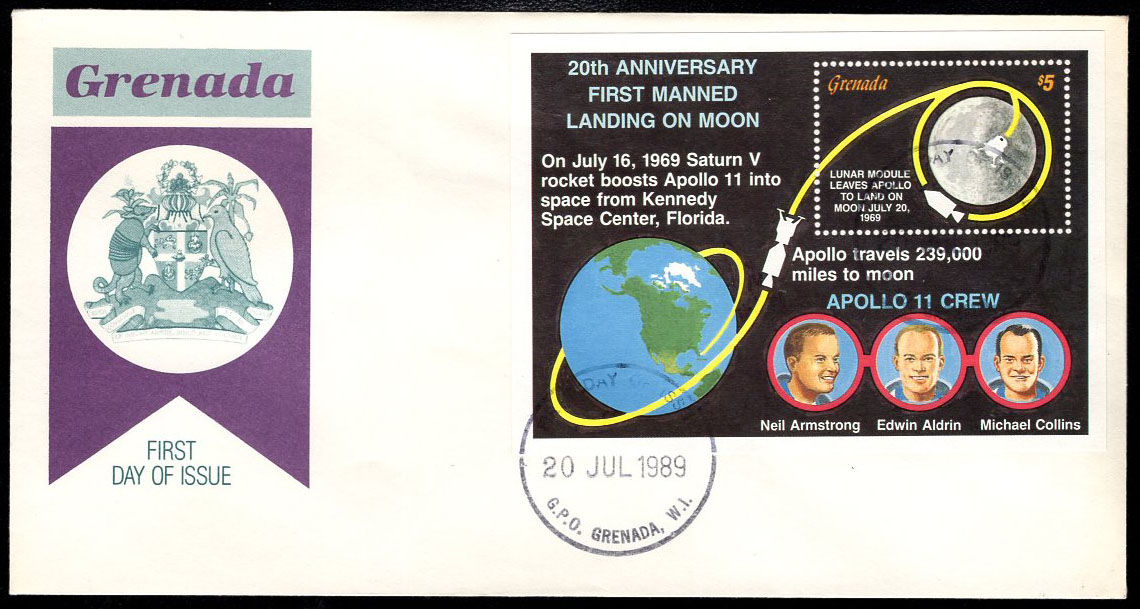 Grenada
FIRST
DAY OF ISSUE
20th ANNIVERSARY
FIRST MANNED
LANDING ON MOON
On July 16, 1969 Saturn V
rocket boosts Apollo 11 into
space from Kennedy
Space Center, Florida.
Grenada
$5
LUNAR MODULE
LEAVES APOLLO
TO LAND ON
MOON JULY 20,
1969
Apollo travels 239,000
miles to moon
APOLLO 11 CREW
Neil Armstrong Edwin Aldrin Michael Collins
DAY OF
20 JUL 1989
G.P.O. GRENADA, W.I.